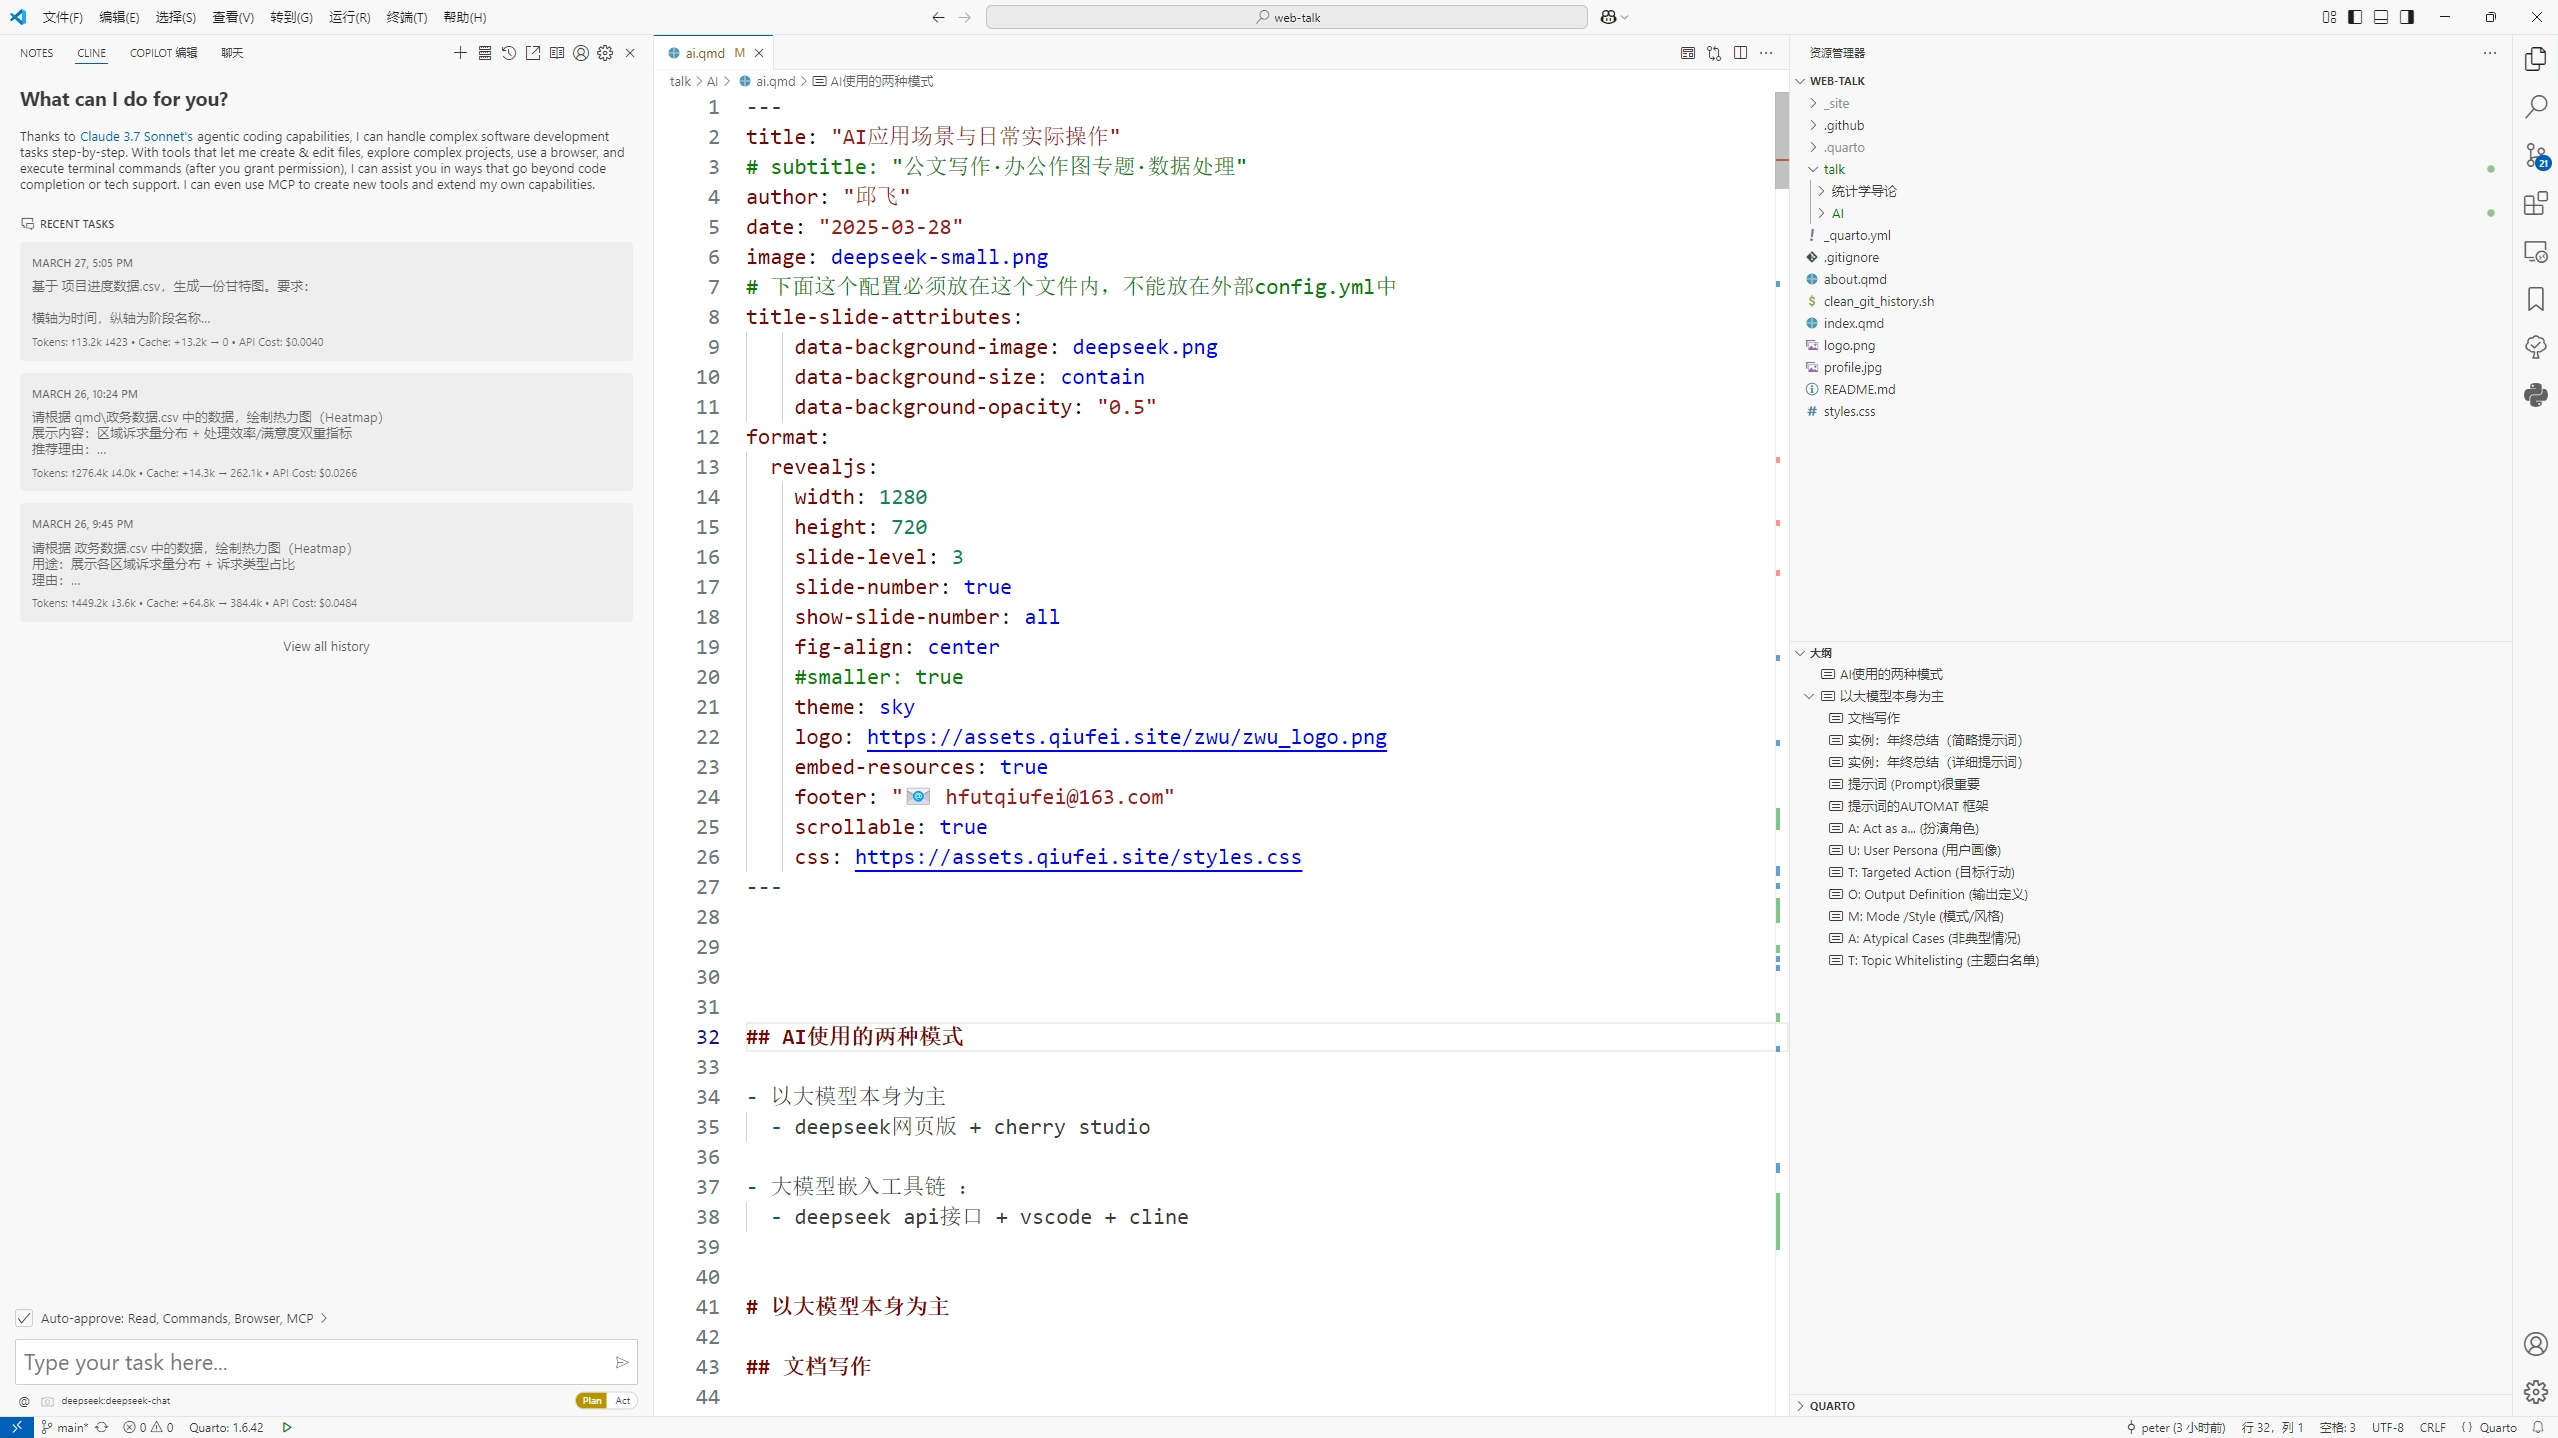 文件(F) 编辑(E) 选择(S) 查看(V) 转到(G) 运行(R) 终端(T) 帮助(H)
web-talk
NOTES CLINE COPILOT 编辑 聊天
What can I do for you?
Thanks to Claude 3.7 Sonnet's agentic coding capabilities, I can handle complex software development
tasks step-by-step. With tools that let me create & edit files, explore complex projects, use a browser, and
execute terminal commands (after you grant permission), I can assist you in ways that go beyond code
completion or tech support. I can even use MCP to create new tools and extend my own capabilities.
RECENT TASKS
MARCH 27, 5:05 PM
基于 项目进度数据.csv，生成一份甘特图。要求：
横轴为时间，纵轴为阶段名称...
Tokens: ↑13.2k ↓423 • Cache: +13.2k → 0 • API Cost: $0.0040
MARCH 26, 10:24 PM
请根据 qmd\政务数据.csv 中的数据，绘制热力图（Heatmap）
展示内容：区域诉求量分布 + 处理效率/满意度双重指标
推荐理由：...
Tokens: ↑276.4k ↓4.0k • Cache: +14.3k → 262.1k • API Cost: $0.0266
MARCH 26, 9:45 PM
请根据 政务数据.csv 中的数据，绘制热力图（Heatmap）
用途：展示各区域诉求量分布 + 诉求类型占比
理由：...
Tokens: ↑449.2k ↓3.6k • Cache: +64.8k → 384.4k • API Cost: $0.0484
View all history
Auto-approve: Read, Commands, Browser, MCP
Type your task here...
@ deepseek:deepseek-chat Plan Act
ai.qmd M
talk > AI > ai.qmd > AI使用的两种模式
1 ---
2 title: "AI应用场景与日常实际操作"
3 # subtitle: "公文写作·办公作图专题·数据处理"
4 author: "邱飞"
5 date: "2025-03-28"
6 image: deepseek-small.png
7 # 下面这个配置必须放在这个文件内，不能放在外部config.yml中
8 title-slide-attributes:
9 data-background-image: deepseek.png
10 data-background-size: contain
11 data-background-opacity: "0.5"
12 format:
13 revealjs:
14 width: 1280
15 height: 720
16 slide-level: 3
17 slide-number: true
18 show-slide-number: all
19 fig-align: center
20 #smaller: true
21 theme: sky
22 logo: https://assets.qiufei.site/zwu/zwu_logo.png
23 embed-resources: true
24 footer: "📧 hfutqiufei@163.com"
25 scrollable: true
26 css: https://assets.qiufei.site/styles.css
27 ---
28
29
30
31
32 ## AI使用的两种模式
33
34 - 以大模型本身为主
35 - deepseek网页版 + cherry studio
36
37 - 大模型嵌入工具链 ：
38 - deepseek api接口 + vscode + cline
39
40
41 # 以大模型本身为主
42
43 ## 文档写作
44
资源管理器
WEB-TALK
_site
.github
.quarto
talk
统计学导论
AI
_quarto.yml
.gitignore
about.qmd
clean_git_history.sh
index.qmd
logo.png
profile.jpg
README.md
styles.css
大纲
AI使用的两种模式
以大模型本身为主
文档写作
实例：年终总结（简略提示词）
实例：年终总结（详细提示词）
提示词 (Prompt)很重要
提示词的AUTOMAT 框架
A: Act as a... (扮演角色)
U: User Persona (用户画像)
T: Targeted Action (目标行动)
O: Output Definition (输出定义)
M: Mode /Style (模式/风格)
A: Atypical Cases (非典型情况)
T: Topic Whitelisting (主题白名单)
QUARTO
21
main* 0 0 Quarto: 1.6.42
peter (3 小时前) 行 32，列 1 空格: 3 UTF-8 CRLF {} Quarto